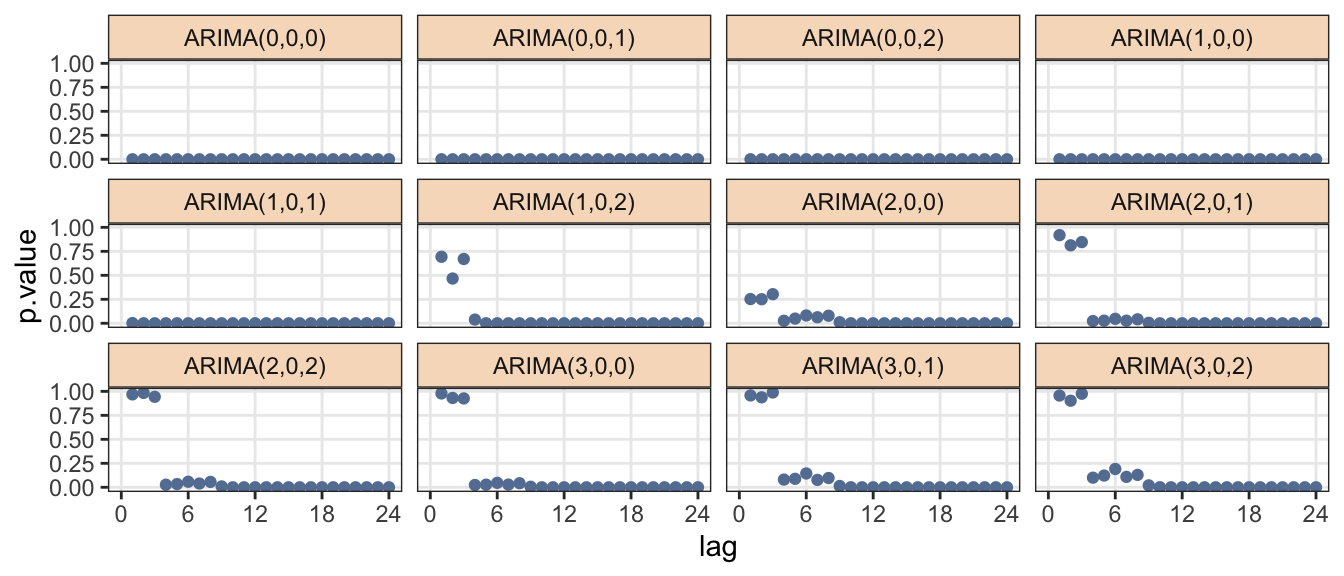 ARIMA(0,0,0) ARIMA(0,0,1) ARIMA(0,0,2) ARIMA(1,0,0)
1.00
0.75
0.50
0.25
0.00
ARIMA(1,0,1) ARIMA(1,0,2) ARIMA(2,0,0) ARIMA(2,0,1)
1.00
0.75
0.50
0.25
0.00
p.value
ARIMA(2,0,2) ARIMA(3,0,0) ARIMA(3,0,1) ARIMA(3,0,2)
1.00
0.75
0.50
0.25
0.00
0 6 12 18 24 0 6 12 18 24 0 6 12 18 24 0 6 12 18 24
lag